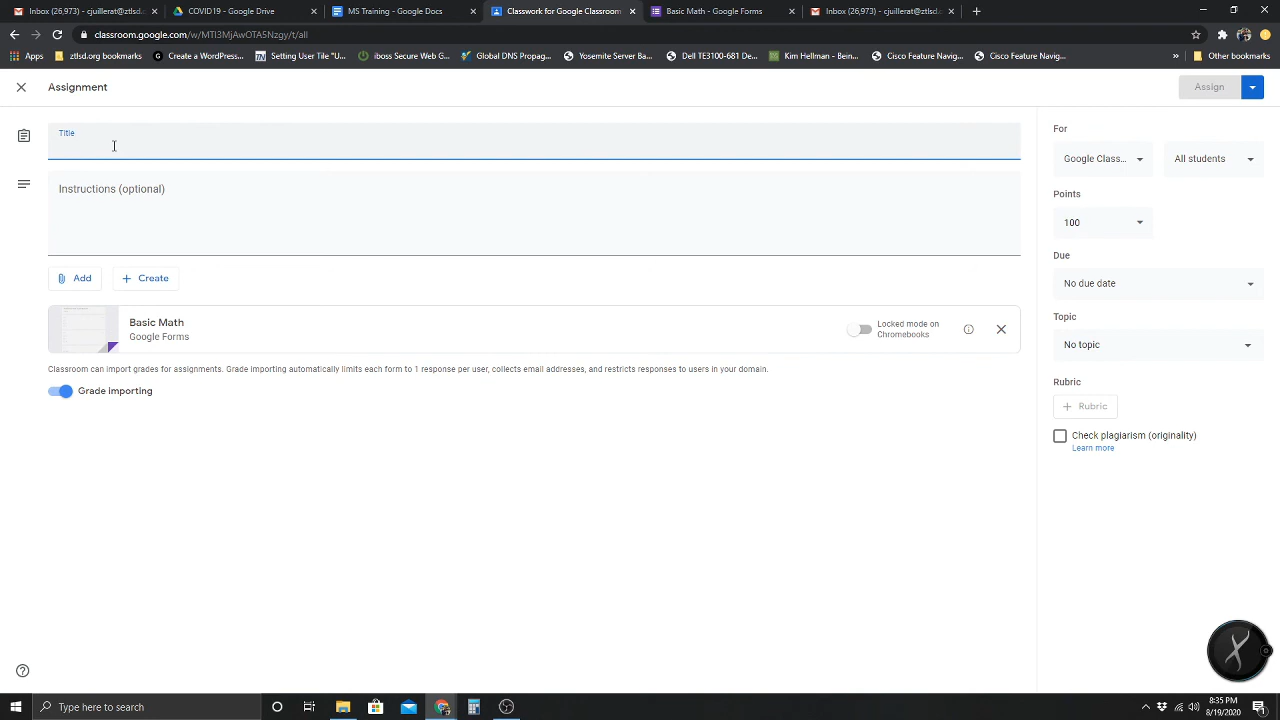 Inbox (26,973) - cjuillerat@ztlsd.o
COVID19 - Google Drive
MS Training - Google Docs
Classwork for Google Classroom
Basic Math - Google Forms
Inbox (26,973) - cjuillerat@ztlsd.o
classroom.google.com/w/MTI3MjAwOTA5Nzgy/t/all
Apps
ztlsd.org bookmarks
Create a WordPress...
Setting User Tile "U...
iboss Secure Web G...
Global DNS Propag...
Yosemite Server Ba...
Dell TE3100-681 De...
Kim Hellman - Bein...
Cisco Feature Navig...
Cisco Feature Navig...
»
Other bookmarks
Assignment
Assign
Title
Instructions (optional)
Add
Create
Basic Math
Google Forms
Locked mode on
Chromebooks
Classroom can import grades for assignments. Grade importing automatically limits each form to 1 response per user, collects email addresses, and restricts responses to users in your domain.
Grade importing
For
Google Class...
All students
Points
100
Due
No due date
Topic
No topic
Rubric
Rubric
Check plagiarism (originality)
Learn more
Type here to search
8:35 PM
8/19/2020